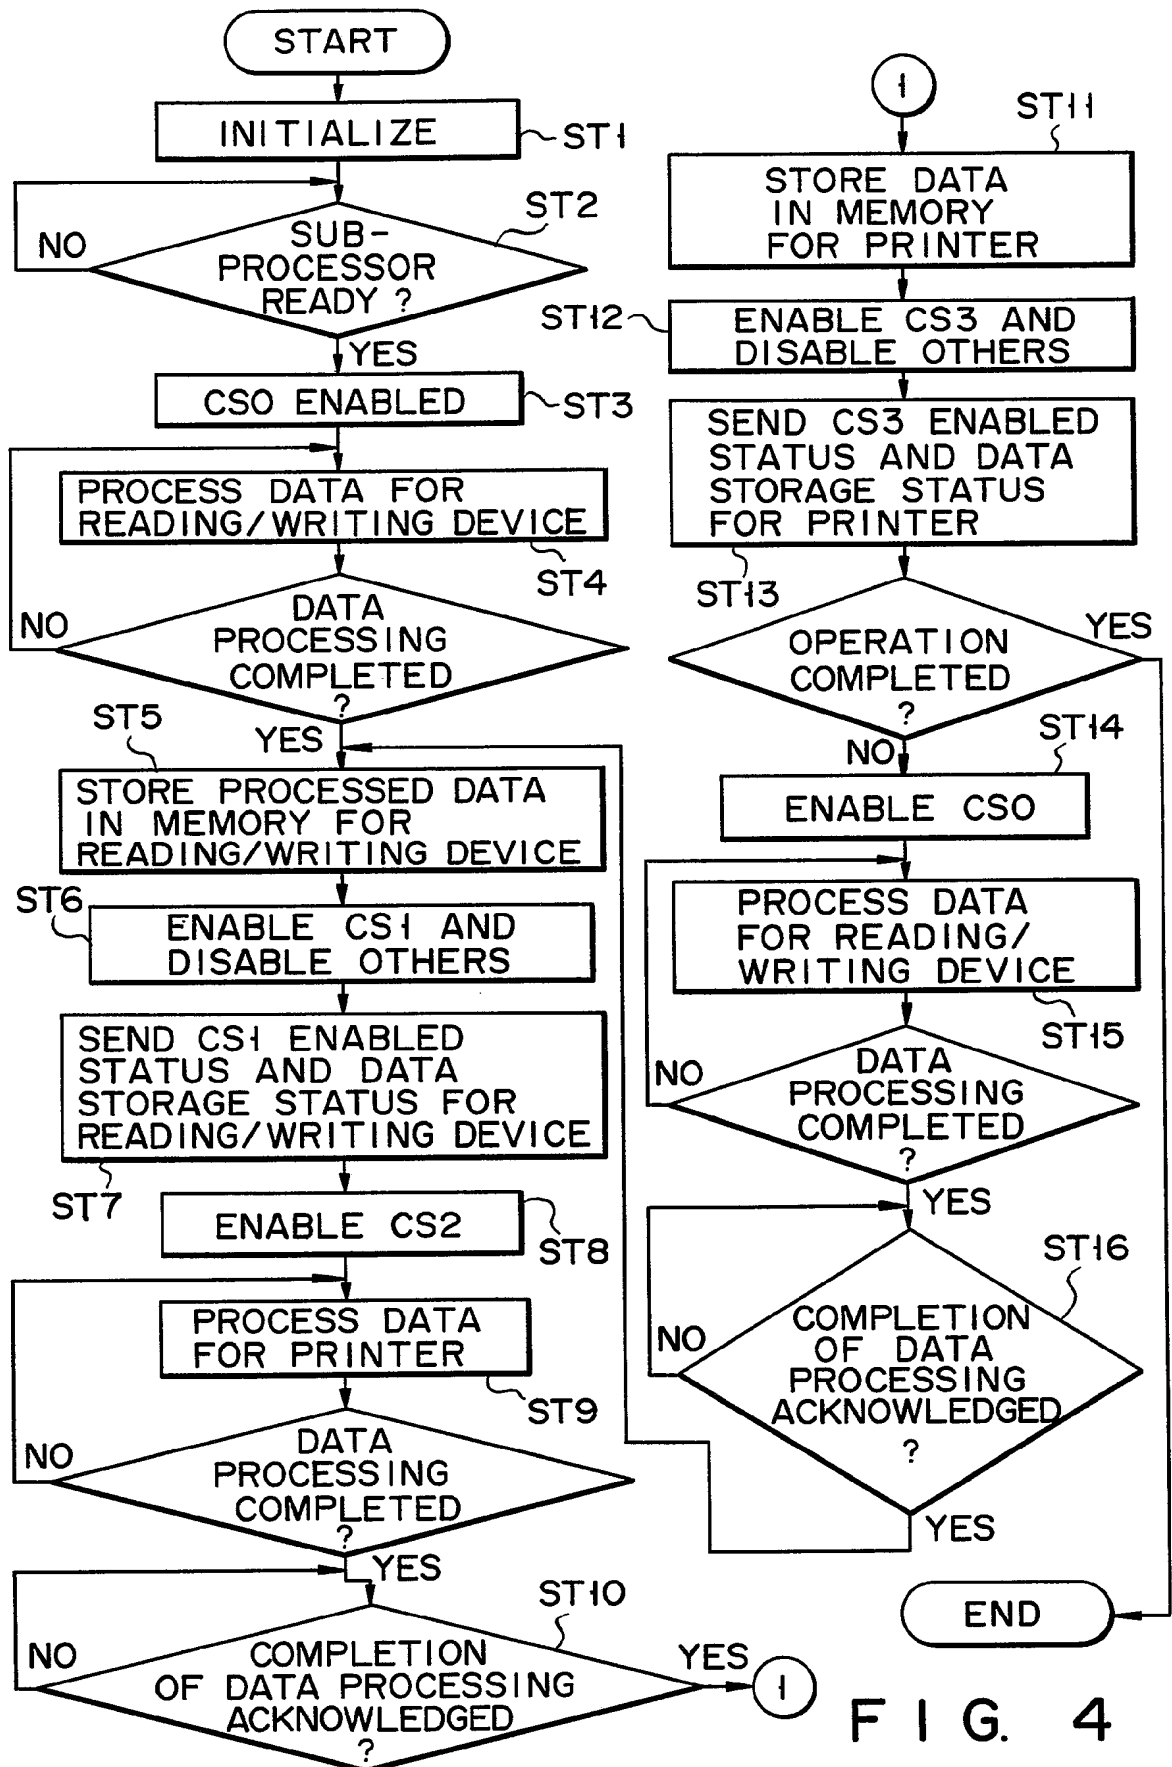 START
INITIALIZE
ST1
ST2
NO
SUB-
PROCESSOR
READY ?
YES
CS0 ENABLED
ST3
PROCESS DATA FOR
READING/WRITING DEVICE
ST4
NO
DATA
PROCESSING
COMPLETED
?
ST5
YES
STORE PROCESSED DATA
IN MEMORY FOR
READING/WRITING DEVICE
ST6
ENABLE CS1 AND
DISABLE OTHERS
SEND CS1 ENABLED
STATUS AND DATA
STORAGE STATUS FOR
READING/WRITING DEVICE
ST7
ENABLE CS2
ST8
PROCESS DATA
FOR PRINTER
ST9
NO
DATA
PROCESSING
COMPLETED
?
YES
ST10
NO
COMPLETION
OF DATA PROCESSING
ACKNOWLEDGED
?
YES
1
1
ST11
STORE DATA
IN MEMORY
FOR PRINTER
ST12
ENABLE CS3 AND
DISABLE OTHERS
SEND CS3 ENABLED
STATUS AND DATA
STORAGE STATUS
FOR PRINTER
ST13
YES
OPERATION
COMPLETED
?
ST14
NO
ENABLE CS0
PROCESS DATA
FOR READING/
WRITING DEVICE
ST15
NO
DATA
PROCESSING
COMPLETED
?
YES
ST16
NO
COMPLETION
OF DATA
PROCESSING
ACKNOWLEDGED
?
YES
END
FIG. 4